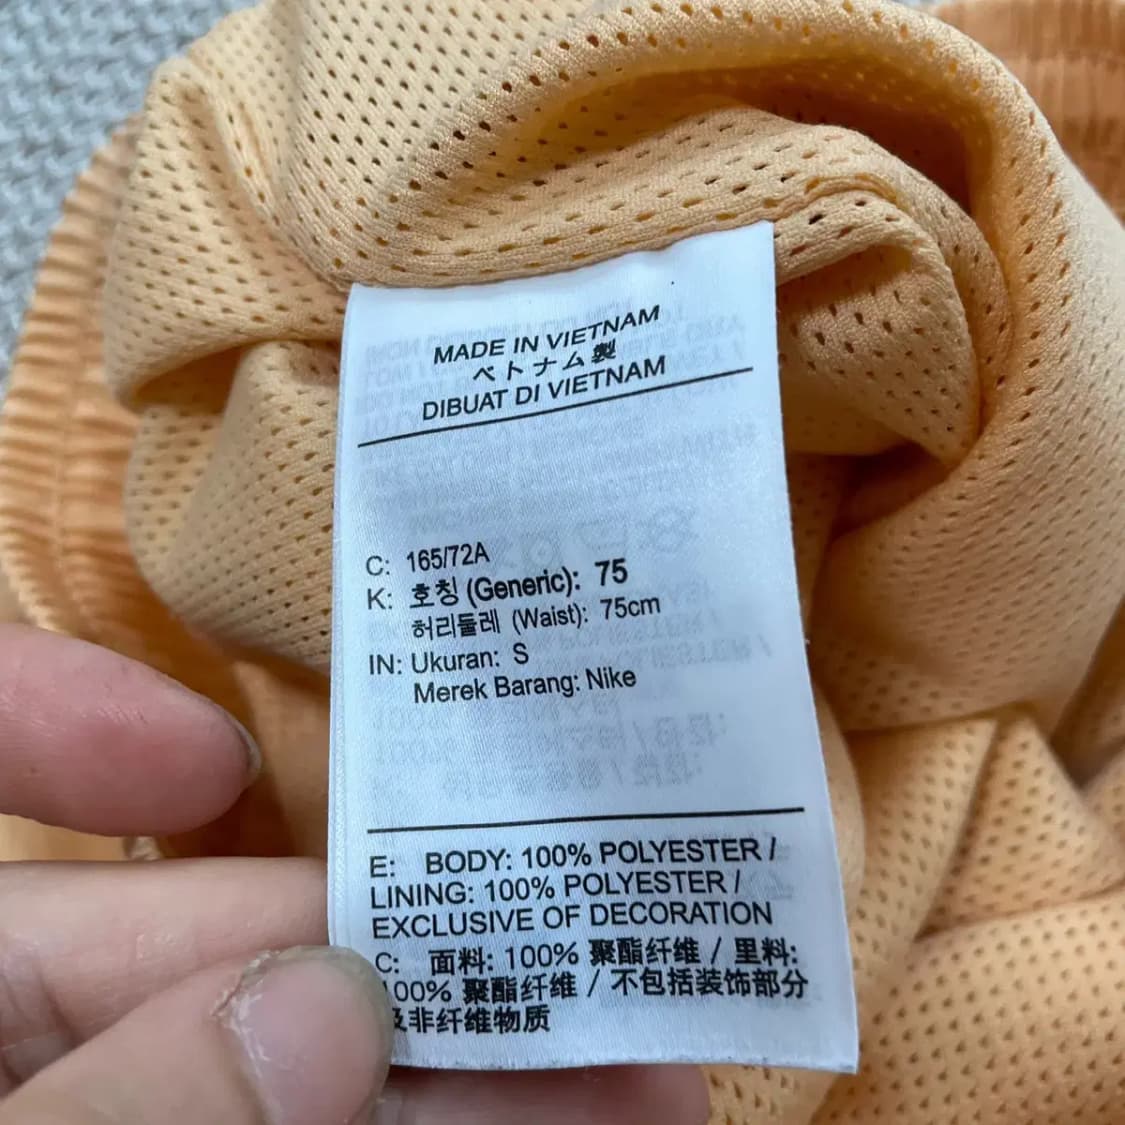 MADE IN VIETNAM
ベトナム製
DIBUAT DI VIETNAM
C: 165/72A
K: 호칭 (Generic): 75
허리둘레 (Waist): 75cm
IN: Ukuran: S
Merek Barang: Nike
E: BODY: 100% POLYESTER /
LINING: 100% POLYESTER /
EXCLUSIVE OF DECORATION
C: 面料: 100% 聚酯纤维 / 里料:
100% 聚酯纤维 / 不包括装饰部分
及非纤维物质